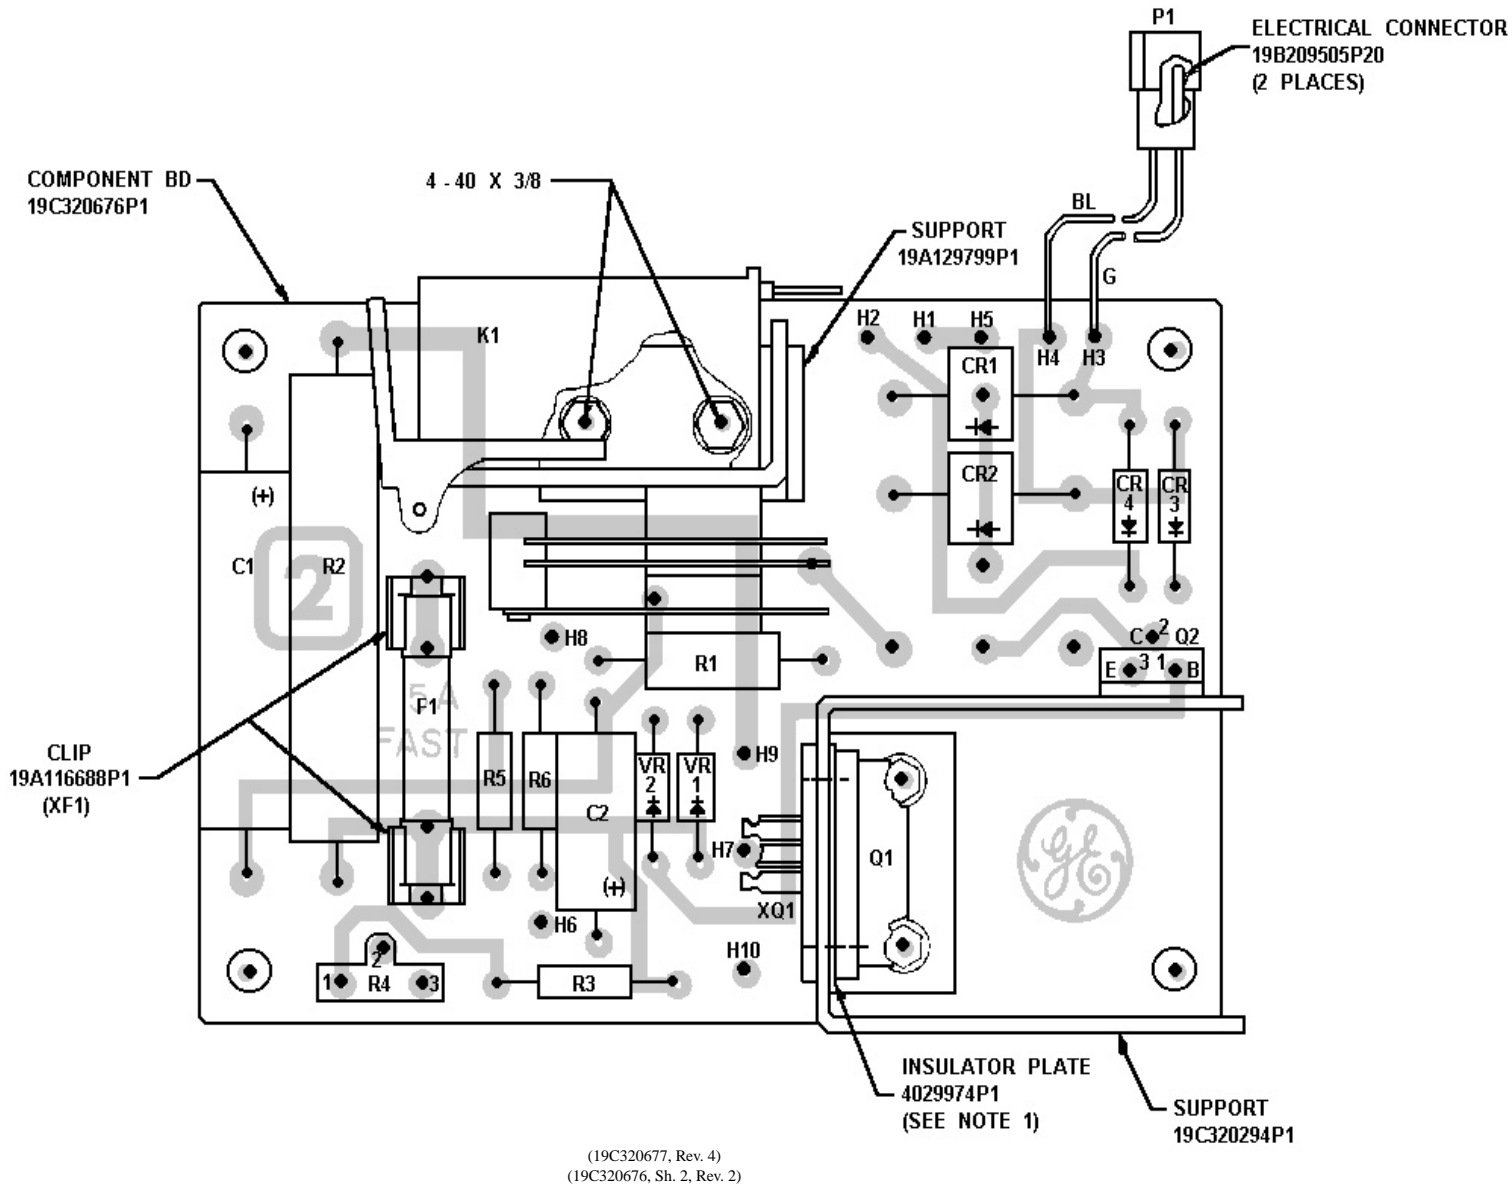 P1
ELECTRICAL CONNECTOR
19B209505P20
(2 PLACES)
COMPONENT BD
19C320676P1
4 - 40 X 3/8
BL
SUPPORT
19A129799P1
G
K1
H2
H1
H5
H4
H3
CR1
CR2
CR
4
CR
3
(+)
C1
2
R2
C
2
Q2
E
3
1
B
H8
R1
5A
FAST
F1
CLIP
19A116688P1
(XF1)
R5
R6
C2
VR
2
VR
1
H9
H7
Q1
GE
(+)
XQ1
H6
H10
2
1
R4
3
R3
INSULATOR PLATE
4029974P1
(SEE NOTE 1)
SUPPORT
19C320294P1
(19C320677, Rev. 4)
(19C320676, Sh. 2, Rev. 2)